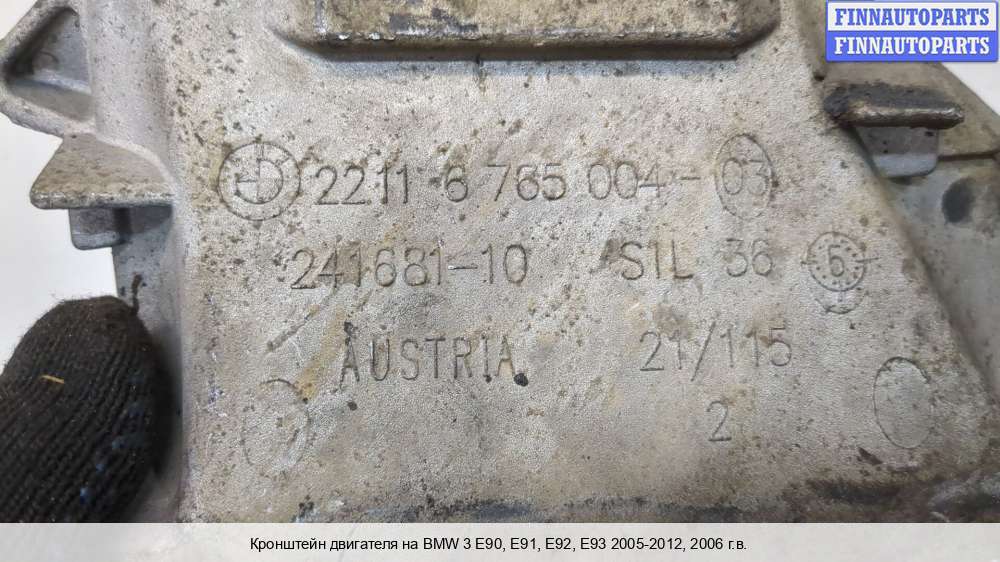 FINNAUTOPARTS
FINNAUTOPARTS
2211 6 765 004-03
241681-10 SIL 36 6
AUSTRIA 21/115
2
Кронштейн двигателя на BMW 3 E90, E91, E92, E93 2005-2012, 2006 г.в.